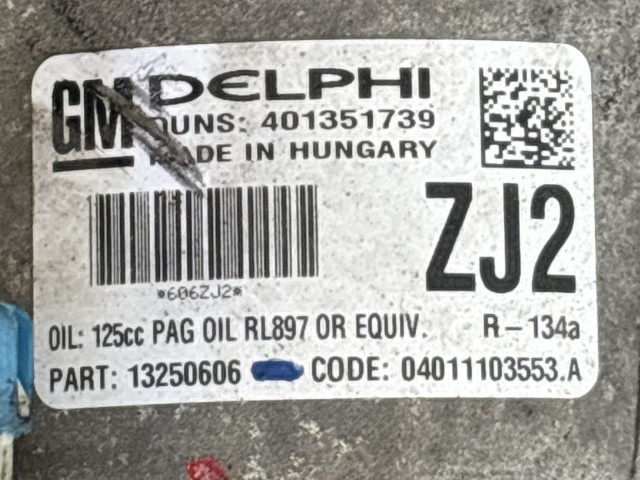 GM DELPHI
DUNS: 401351739
MADE IN HUNGARY
ZJ2
*606ZJ2*
OIL: 125cc PAG OIL RL897 OR EQUIV. R-134a
PART: 13250606 CODE: 04011103553.A